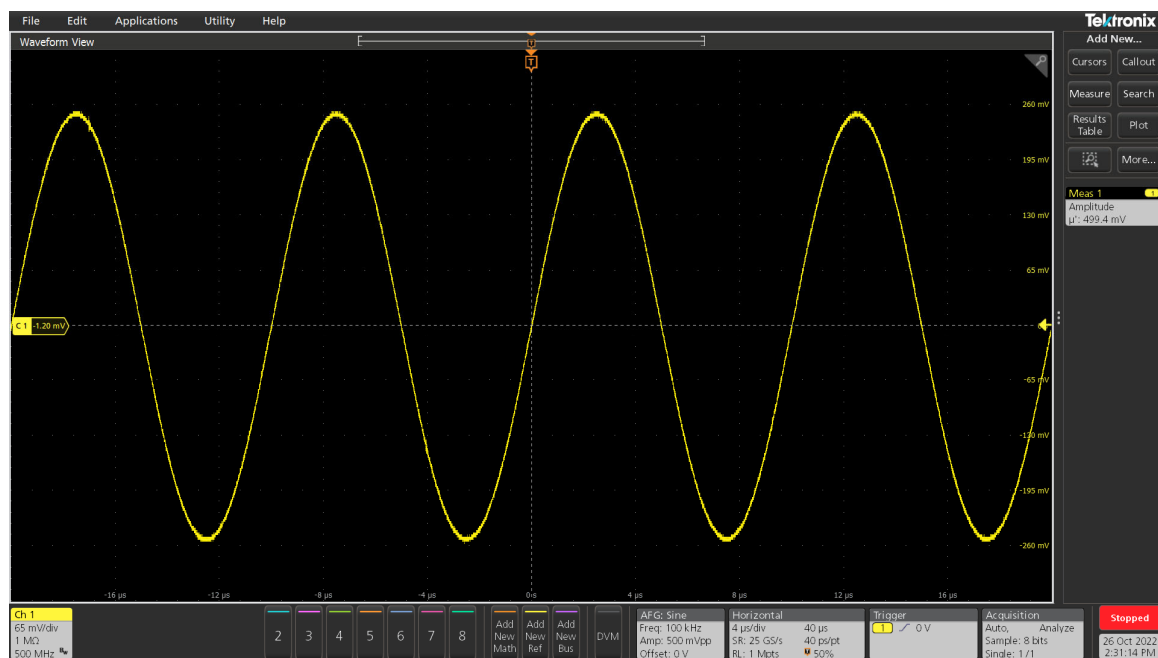 File Edit Applications Utility Help
Tektronix
Waveform View
Add New...
T
T
Cursors Callout
Measure Search
Results Table Plot
More...
Meas 1 1
Amplitude
µ': 499.4 mV
260 mV
195 mV
130 mV
65 mV
C 1 -1.20 mV
-65 mV
-130 mV
-195 mV
-260 mV
-16 µs -12 µs -8 µs -4 µs 0 s 4 µs 8 µs 12 µs 16 µs
Ch 1
65 mV/div
1 MΩ
500 MHz Bw
2 3 4 5 6 7 8
Add New Math
Add New Ref
Add New Bus
DVM
AFG: Sine
Freq: 100 kHz
Amp: 500 mVpp
Offset: 0 V
Horizontal
4 µs/div 40 µs
SR: 25 GS/s 40 ps/pt
RL: 1 Mpts 50%
Trigger
1 0 V
Acquisition
Auto, Analyze
Sample: 8 bits
Single: 1/1
Stopped
26 Oct 2022
2:31:14 PM